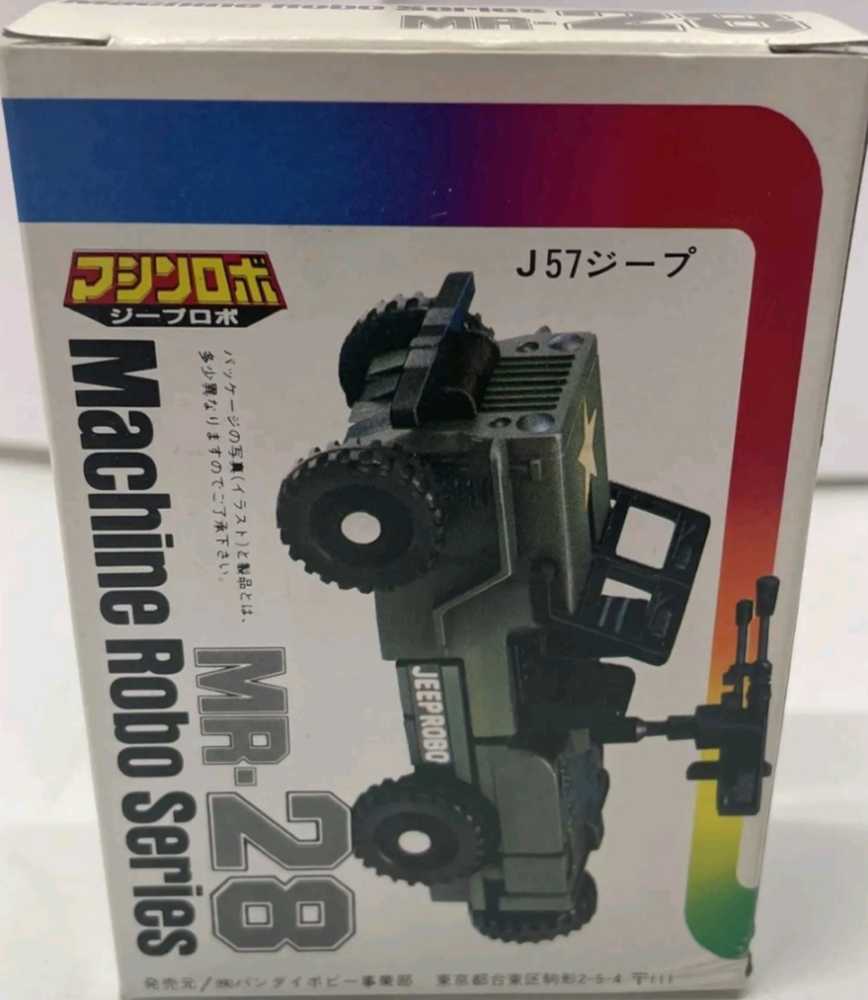 Machine Robo Series
MR-28
J57ジープ
マシンロボ
ジープロボ
パッケージの写真(イラスト)と製品とは、
多少異なりますのでご了承下さい。
Machine Robo Series
MR-28
JEEPROBO
発売元/㈱バンダイポピー事業部 東京都台東区駒形2-5-4 〒111